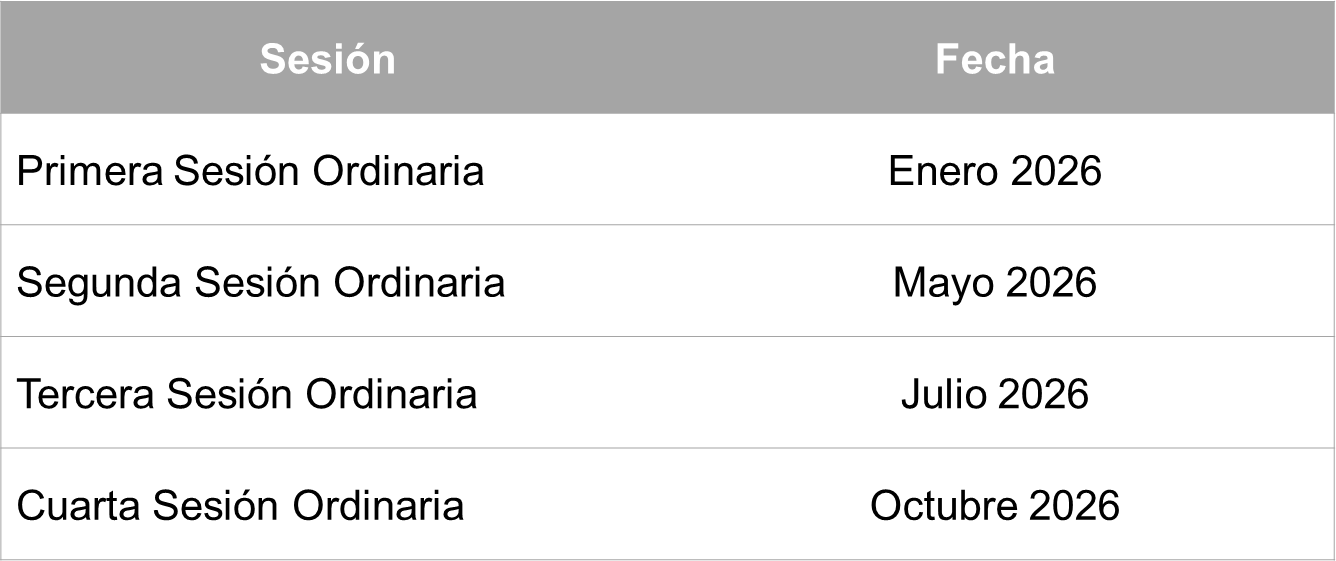 Sesión Fecha
Primera Sesión Ordinaria Enero 2026
Segunda Sesión Ordinaria Mayo 2026
Tercera Sesión Ordinaria Julio 2026
Cuarta Sesión Ordinaria Octubre 2026